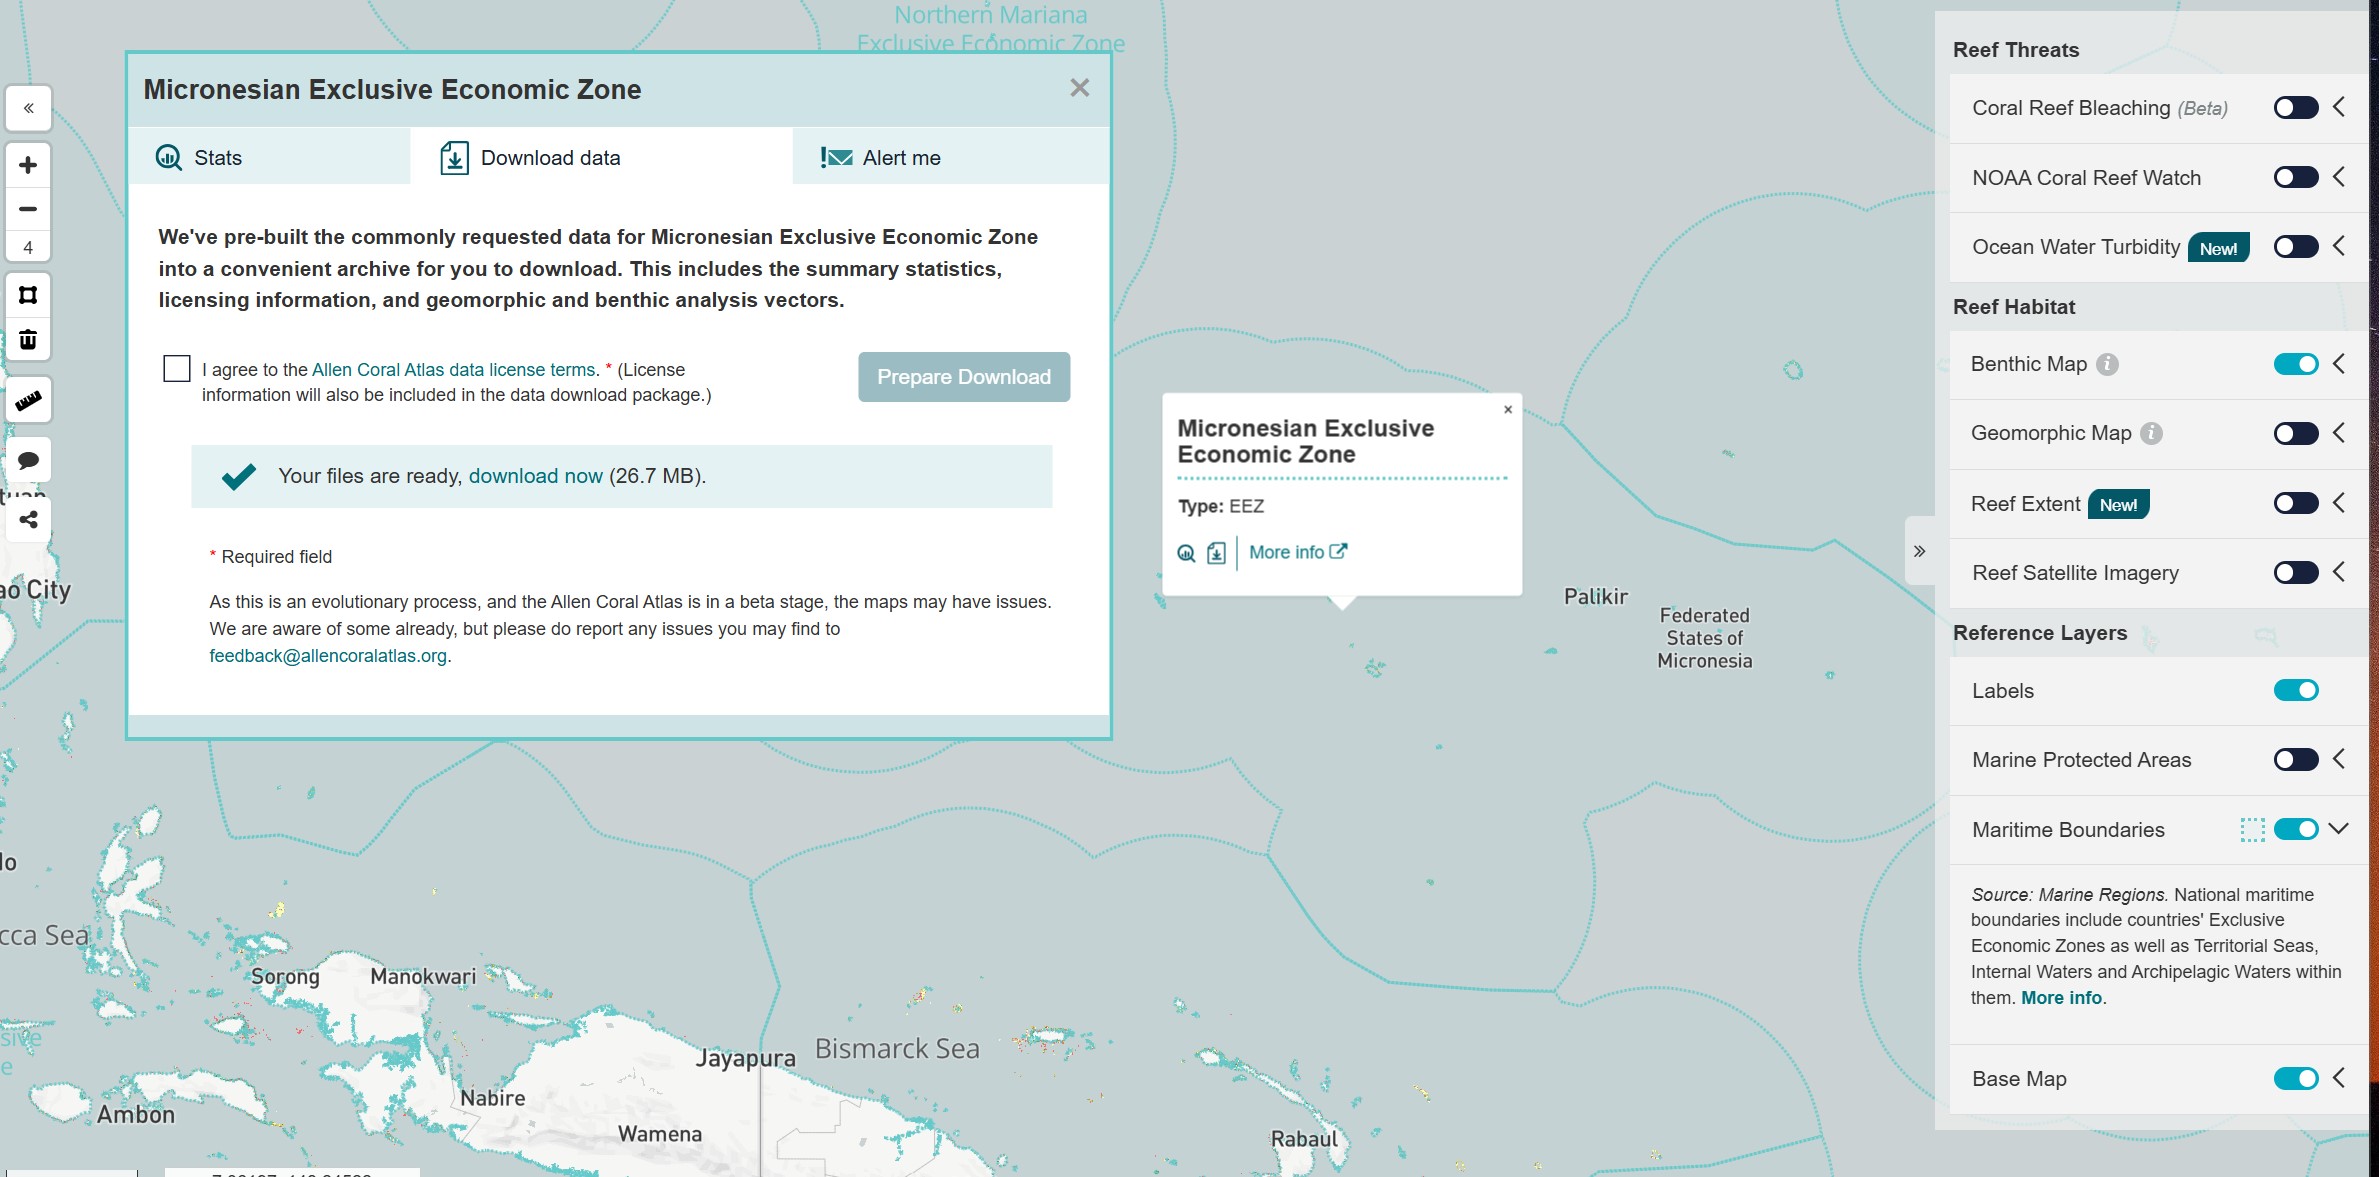 Northern Mariana
Exclusive Economic Zone
Micronesian Exclusive Economic Zone
×
Stats
Download data
Alert me
We've pre-built the commonly requested data for Micronesian Exclusive Economic Zone
into a convenient archive for you to download. This includes the summary statistics,
licensing information, and geomorphic and benthic analysis vectors.
I agree to the Allen Coral Atlas data license terms. * (License
information will also be included in the data download package.)
Prepare Download
Your files are ready, download now (26.7 MB).
* Required field
As this is an evolutionary process, and the Allen Coral Atlas is in a beta stage, the maps may have issues.
We are aware of some already, but please do report any issues you may find to
feedback@allencoralatlas.org.
«
+
−
4
ao City
lo
cca Sea
sive
e
Sorong
Manokwari
Jayapura
Bismarck Sea
Nabire
Ambon
Wamena
Rabaul
Micronesian Exclusive
Economic Zone
×
Type: EEZ
More info
Palikir
Federated
States of
Micronesia
»
Reef Threats
Coral Reef Bleaching (Beta)
NOAA Coral Reef Watch
Ocean Water Turbidity New!
Reef Habitat
Benthic Map i
Geomorphic Map i
Reef Extent New!
Reef Satellite Imagery
Reference Layers
Labels
Marine Protected Areas
Maritime Boundaries
Source: Marine Regions. National maritime
boundaries include countries' Exclusive
Economic Zones as well as Territorial Seas,
Internal Waters and Archipelagic Waters within
them. More info.
Base Map